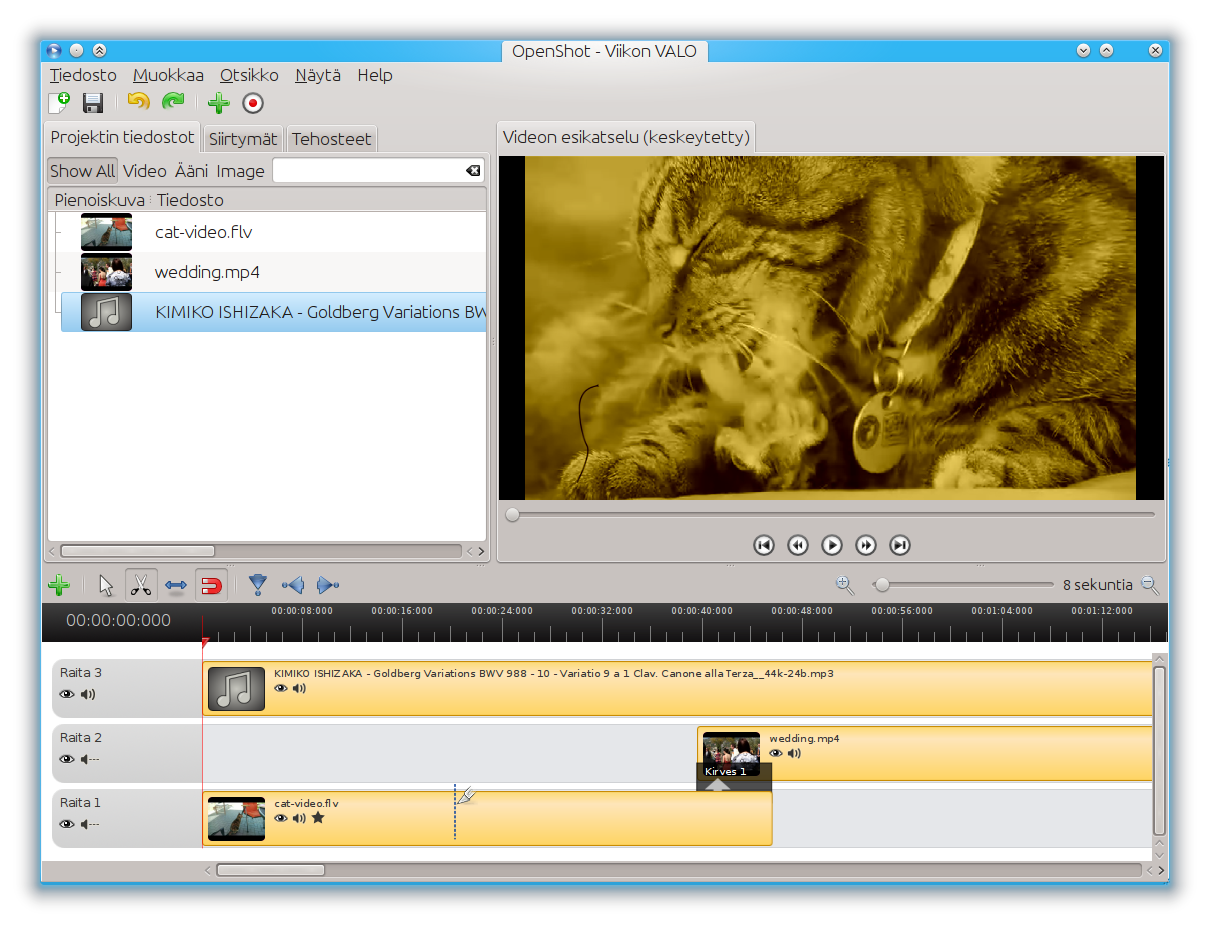 OpenShot - Viikon VALO
Tiedosto Muokkaa Otsikko Näytä Help
Projektin tiedostot Siirtymät Tehosteet
Show All Video Ääni Image
Pienoiskuva Tiedosto
cat-video.flv
wedding.mp4
KIMIKO ISHIZAKA - Goldberg Variations BW
Videon esikatselu (keskeytetty)
8 sekuntia
00:00:00:000
00:00:08:000 00:00:16:000 00:00:24:000 00:00:32:000 00:00:40:000 00:00:48:000 00:00:56:000 00:01:04:000 00:01:12:000
Raita 3
KIMIKO ISHIZAKA - Goldberg Variations BWV 988 - 10 - Variatio 9 a 1 Clav. Canone alla Terza__44k-24b.mp3
Raita 2
wedding.mp4
Kirves 1
Raita 1
cat-video.flv